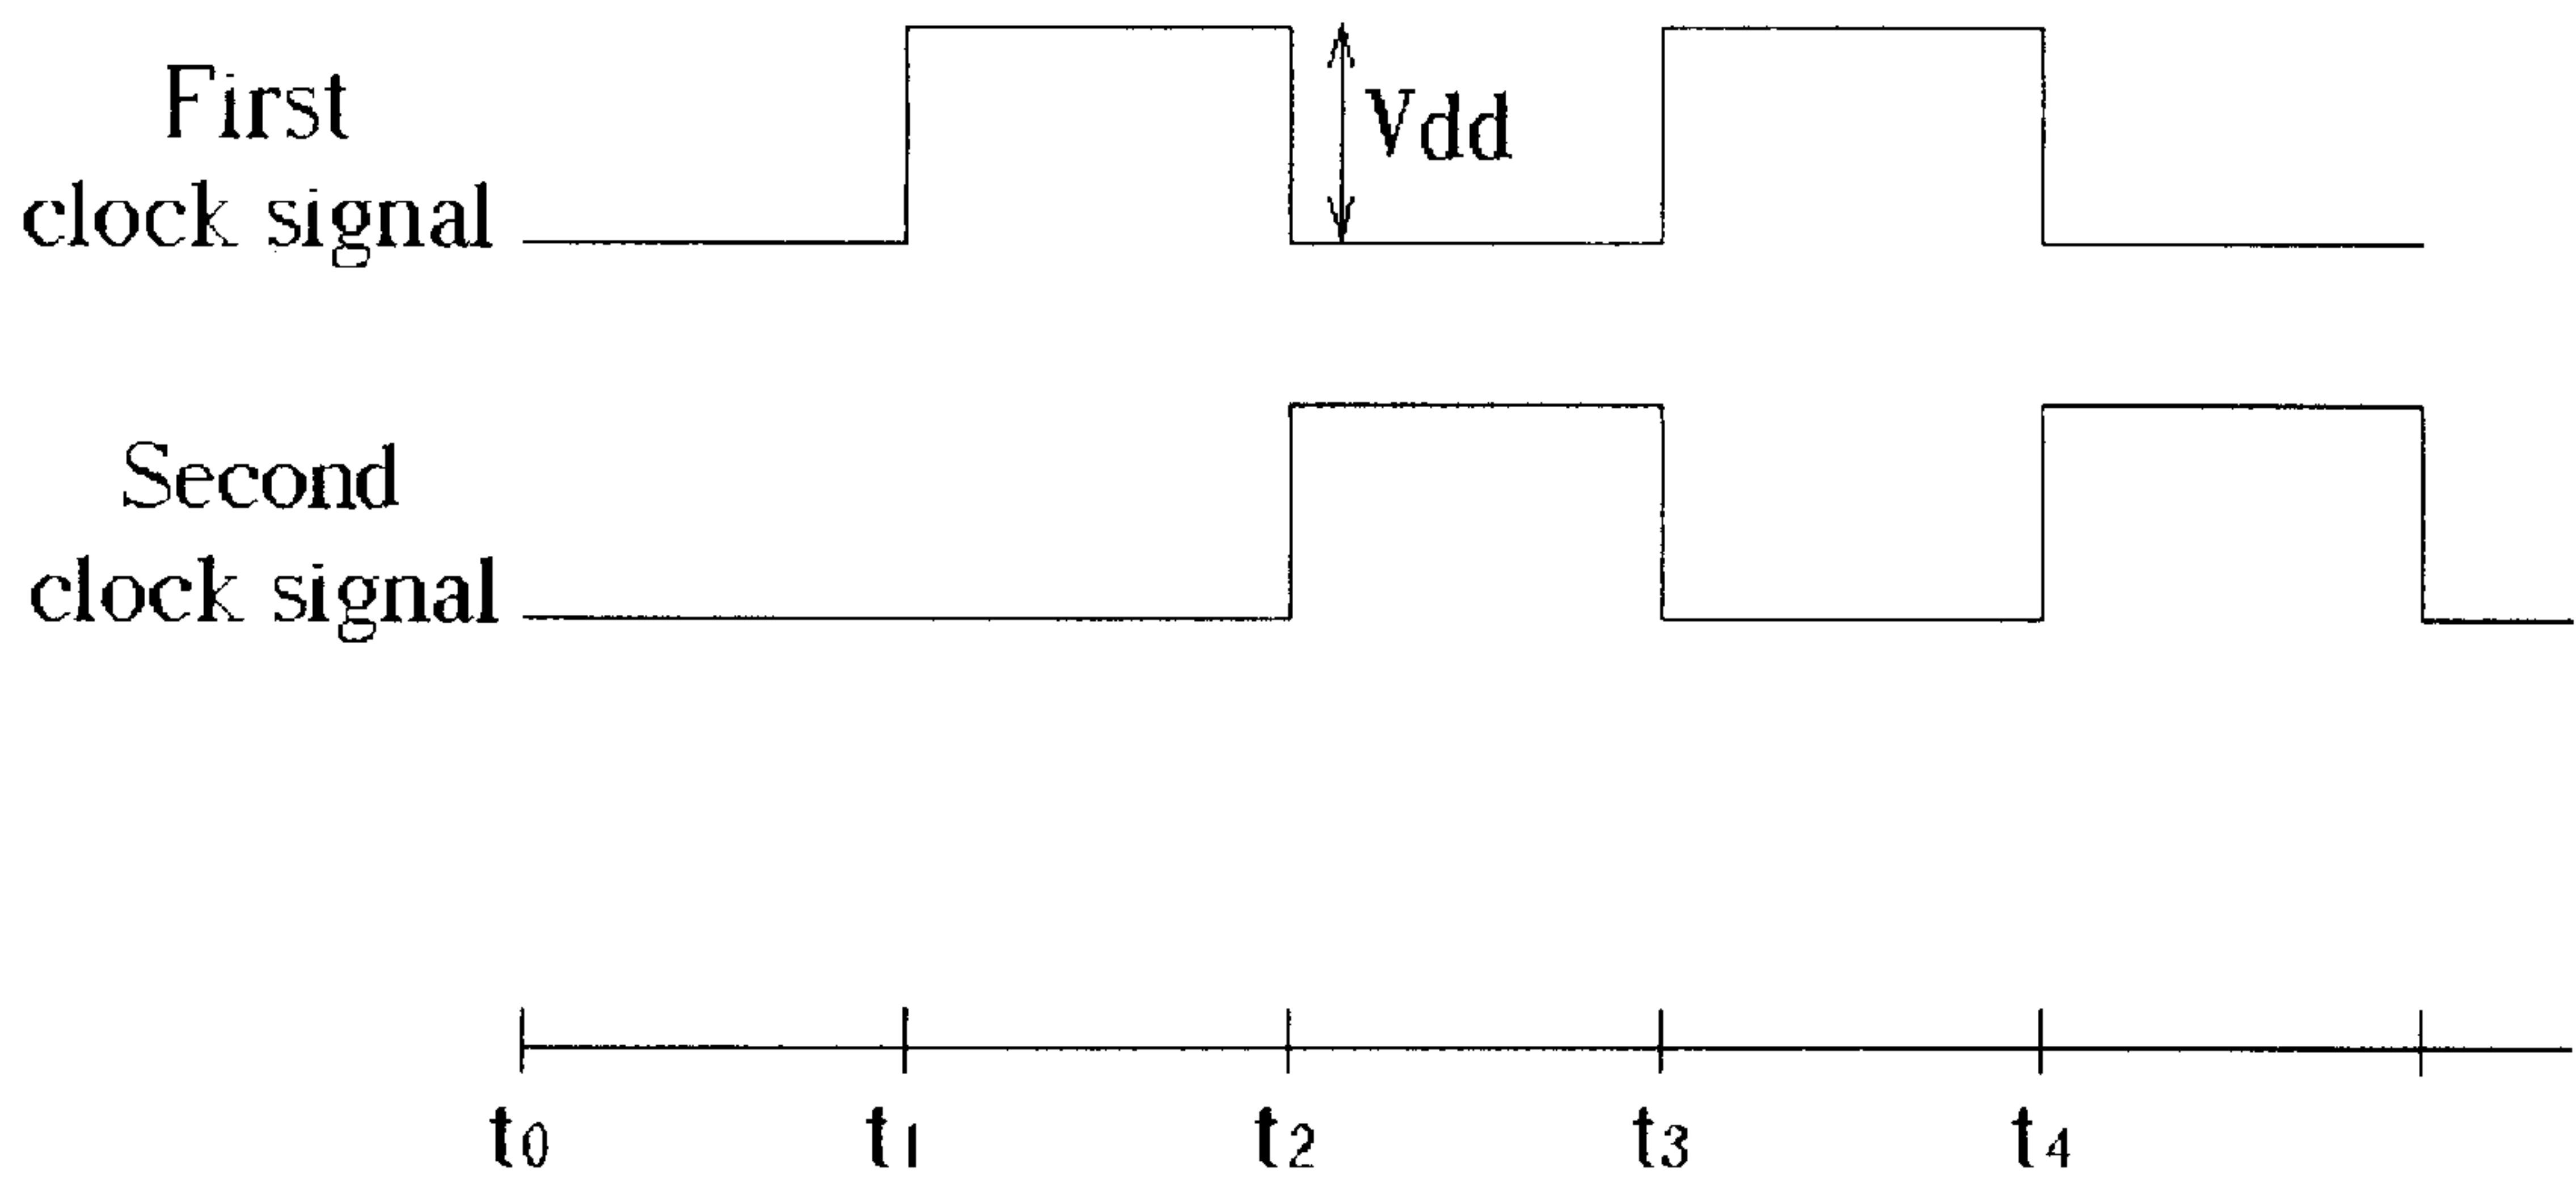 First
clock signal
Vdd
Second
clock signal
t0 t1 t2 t3 t4